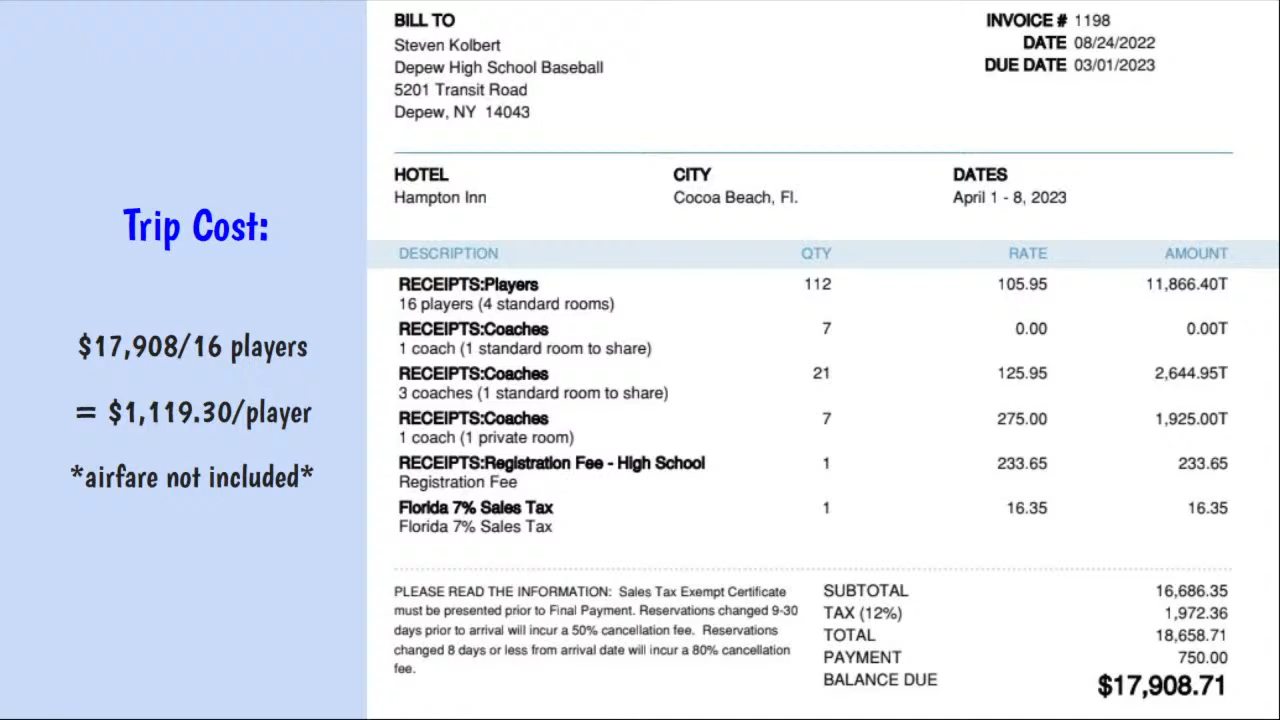 Trip Cost:
$17,908/16 players
= $1,119.30/player
*airfare not included*
BILL TO
Steven Kolbert
Depew High School Baseball
5201 Transit Road
Depew, NY 14043
INVOICE # 1198
DATE 08/24/2022
DUE DATE 03/01/2023
HOTEL CITY DATES
Hampton Inn Cocoa Beach, Fl. April 1 - 8, 2023
DESCRIPTION QTY RATE AMOUNT
RECEIPTS:Players 112 105.95 11,866.40T
16 players (4 standard rooms)
RECEIPTS:Coaches 7 0.00 0.00T
1 coach (1 standard room to share)
RECEIPTS:Coaches 21 125.95 2,644.95T
3 coaches (1 standard room to share)
RECEIPTS:Coaches 7 275.00 1,925.00T
1 coach (1 private room)
RECEIPTS:Registration Fee - High School 1 233.65 233.65
Registration Fee
Florida 7% Sales Tax 1 16.35 16.35
Florida 7% Sales Tax
PLEASE READ THE INFORMATION: Sales Tax Exempt Certificate
must be presented prior to Final Payment. Reservations changed 9-30
days prior to arrival will incur a 50% cancellation fee. Reservations
changed 8 days or less from arrival date will incur a 80% cancellation
fee.
SUBTOTAL 16,686.35
TAX (12%) 1,972.36
TOTAL 18,658.71
PAYMENT 750.00
BALANCE DUE $17,908.71